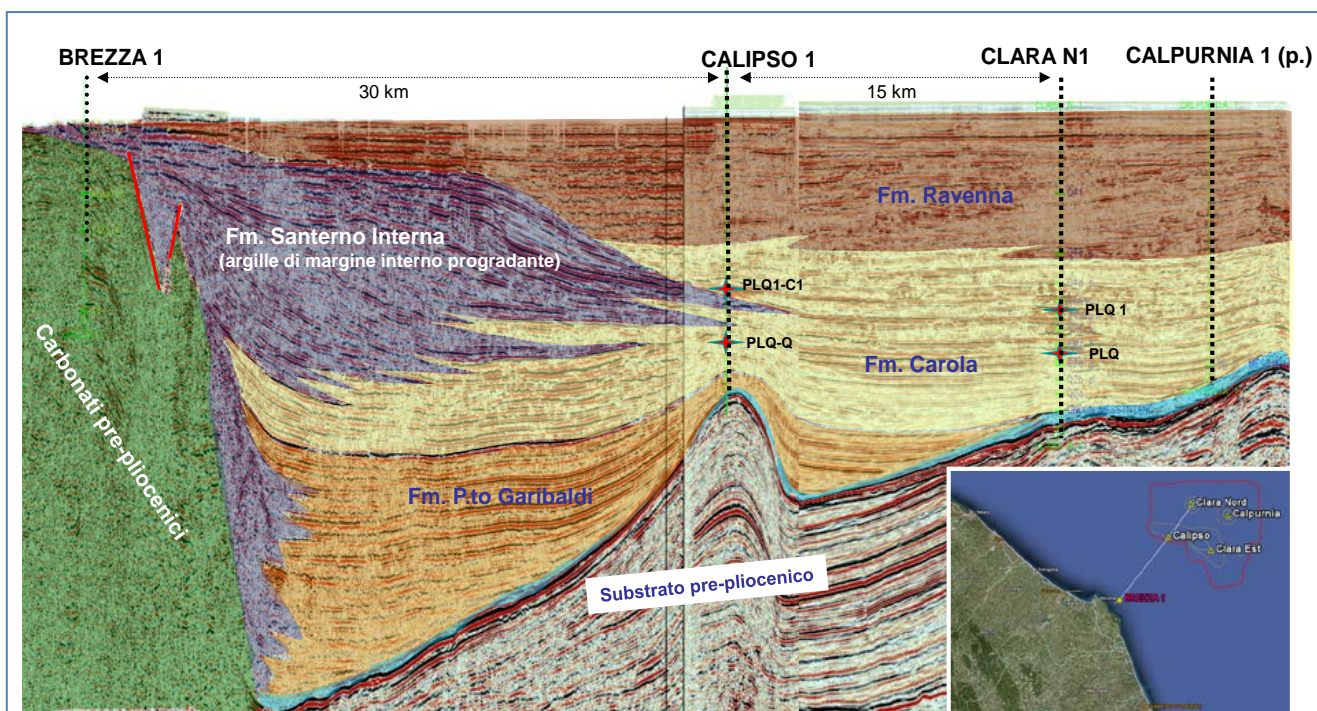 BREZZA 1
CALIPSO 1
CLARA N1
CALPURNIA 1 (p.)
30 km
15 km
Fm. Ravenna
Fm. Santerno Interna
(argille di margine interno progradante)
PLQ1-C1
PLQ 1
PLQ-Q
PLQ
Fm. Carola
Carbonati pre-pliocenici
Fm. P.to Garibaldi
Substrato pre-pliocenico
Clara Nord
Calpurnia
Calipso
Clara Est
BREZZA 1